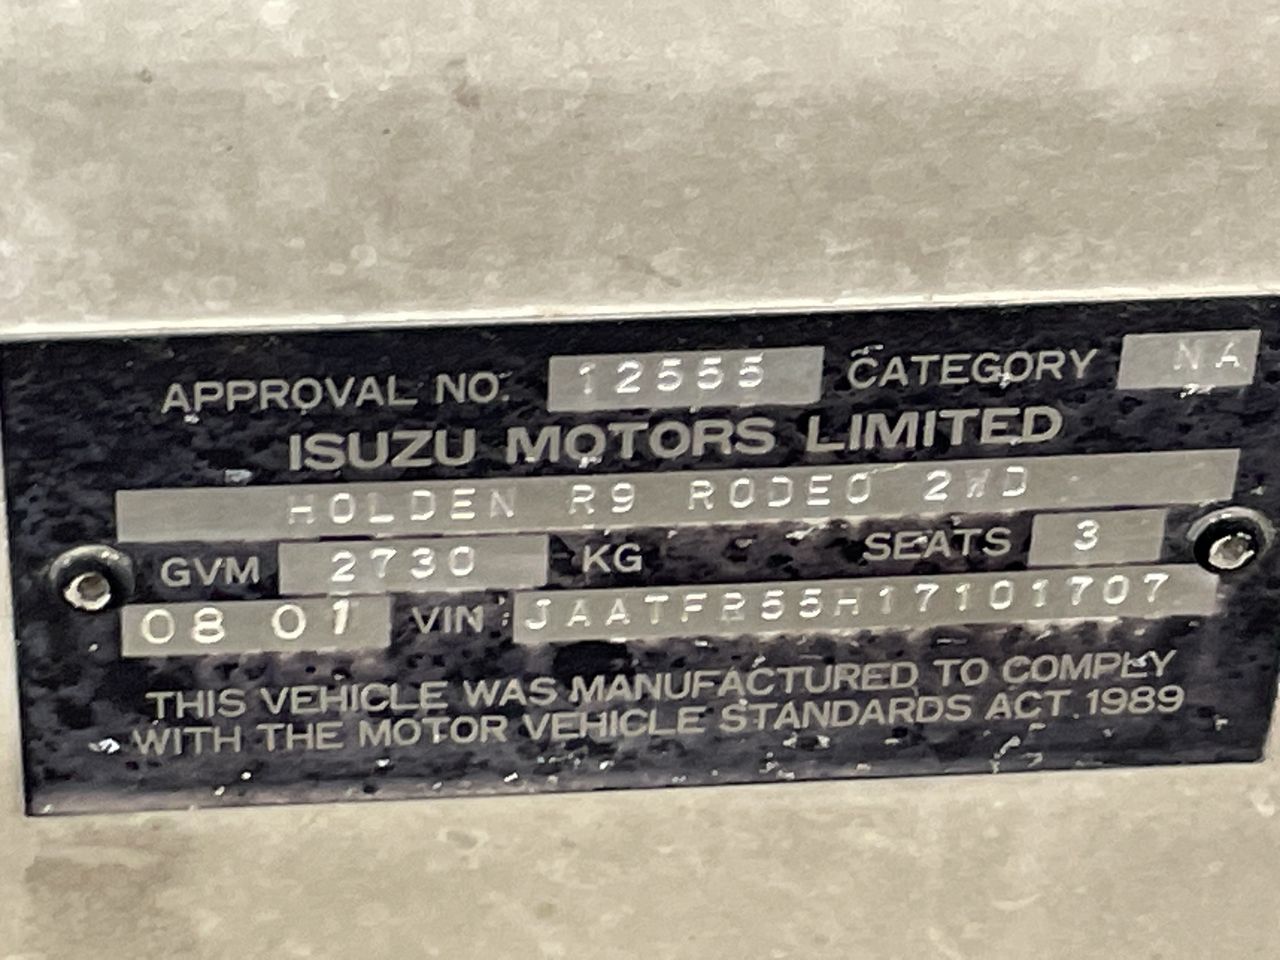 APPROVAL NO. 12555 CATEGORY NA
ISUZU MOTORS LIMITED
HOLDEN R9 RODEO 2WD
GVM 2730 KG SEATS 3
08 01 VIN JAATFR55H17101707
THIS VEHICLE WAS MANUFACTURED TO COMPLY
WITH THE MOTOR VEHICLE STANDARDS ACT 1989